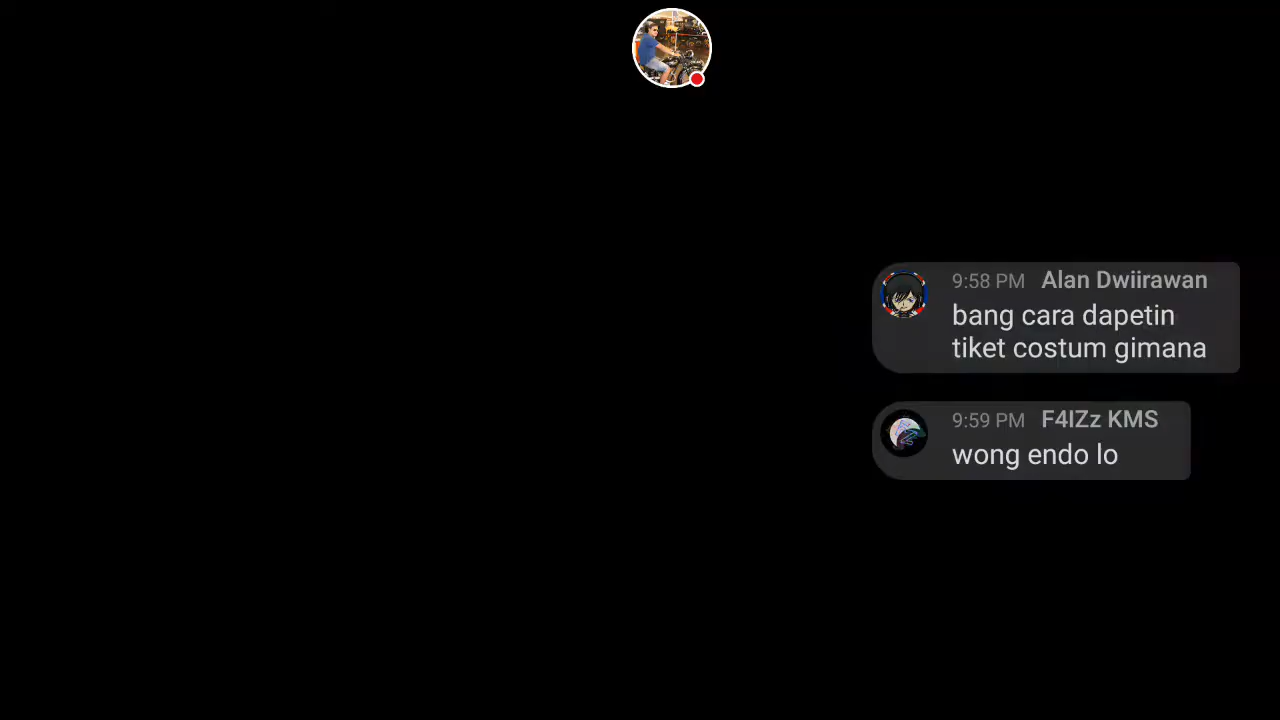 9:58 PM Alan Dwiirawan
bang cara dapetin
tiket costum gimana
9:59 PM F4IZz KMS
wong endo lo